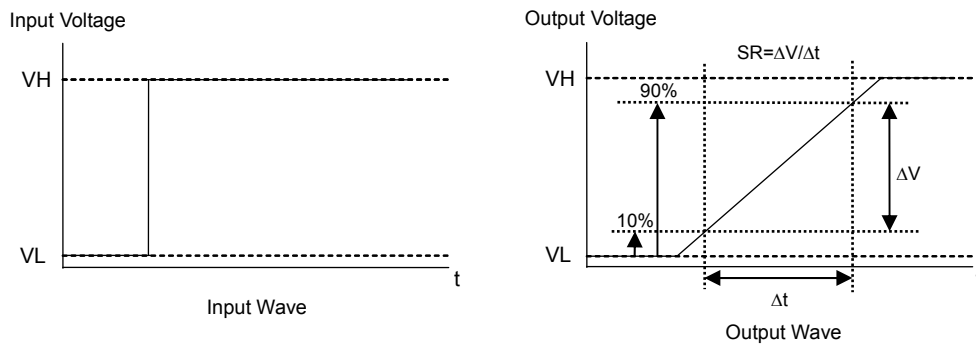 Input Voltage
VH
VL
t
Input Wave
Output Voltage
SR=ΔV/Δt
VH
90%
ΔV
10%
VL
t
Δt
Output Wave